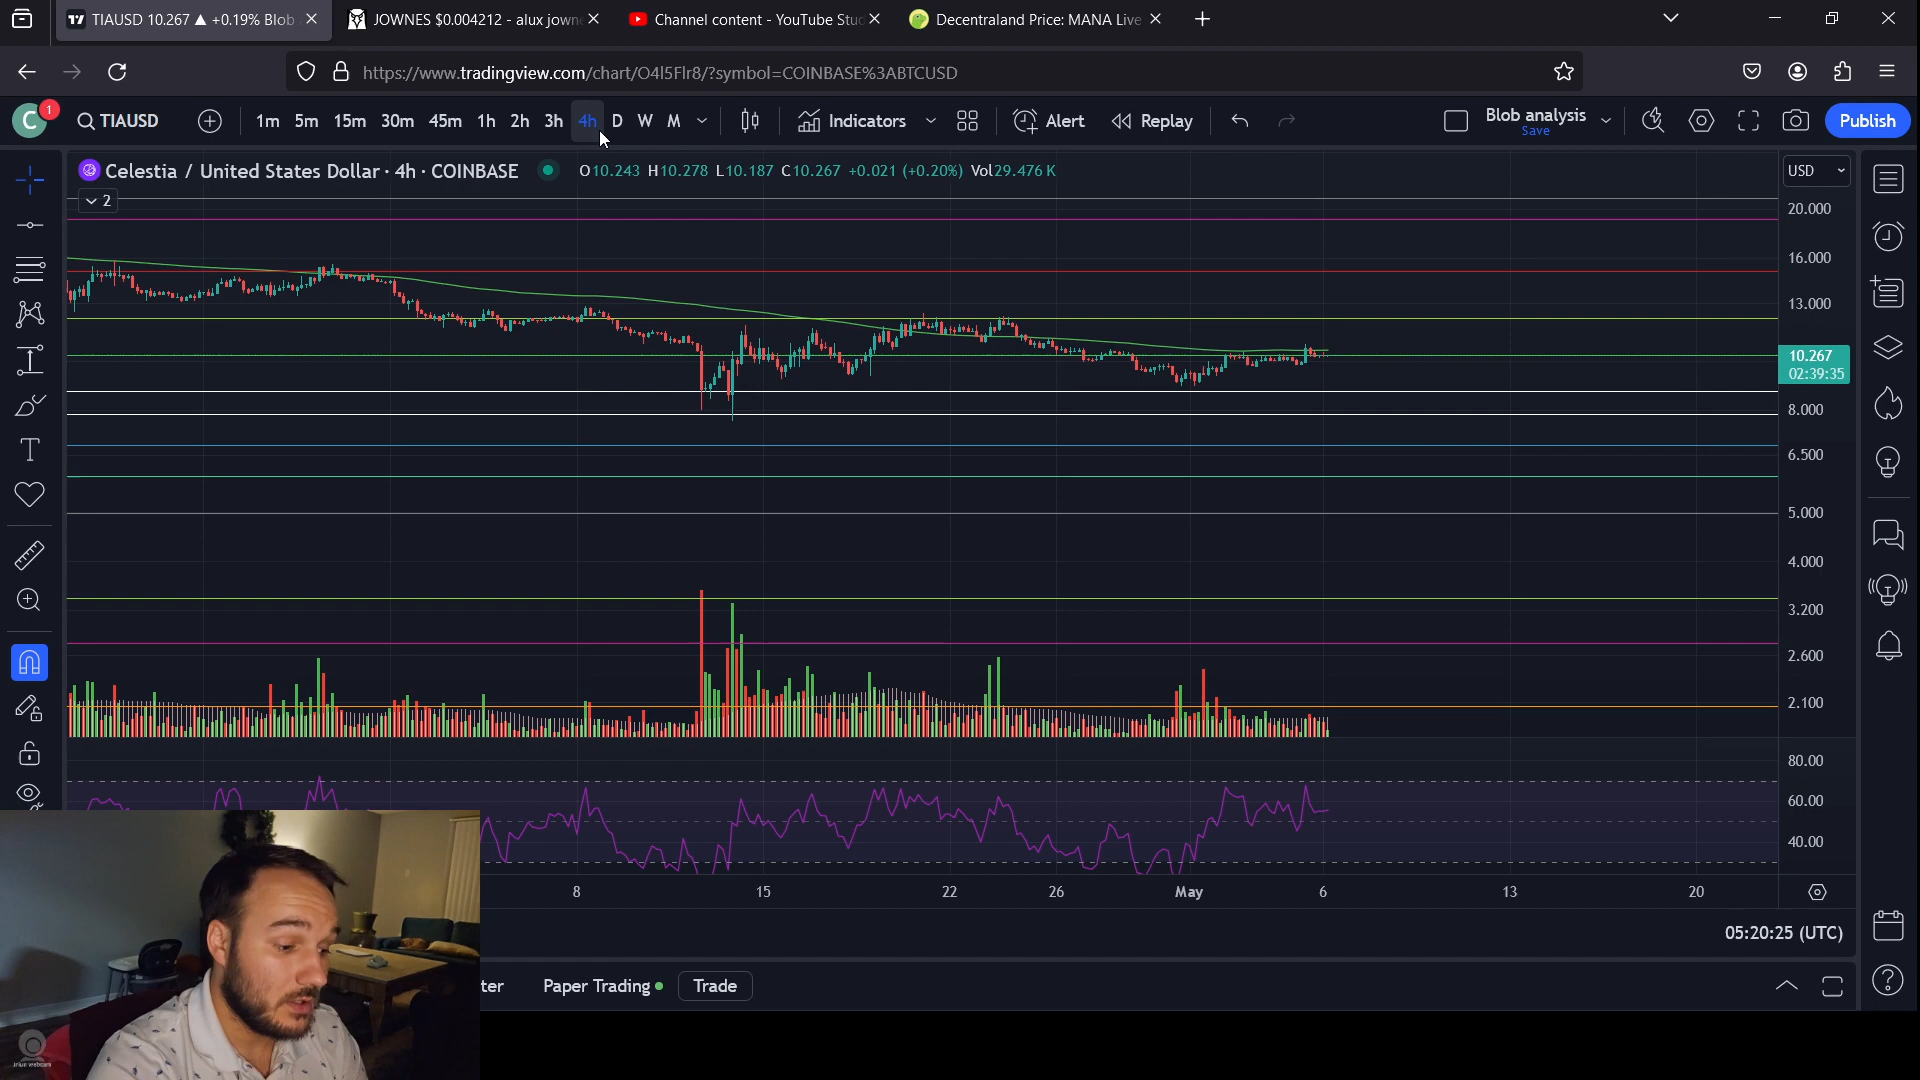 TIAUSD 10.267 ▲ +0.19% Blob
JOWNES $0.004212 - alux jown
Channel content - YouTube Stu
Decentraland Price: MANA Live
https://www.tradingview.com/chart/O4I5FIr8/?symbol=COINBASE%3ABTCUSD
C 1 TIAUSD 1m 5m 15m 30m 45m 1h 2h 3h 4h D W M Indicators Alert Replay Blob analysis Save Publish
Celestia / United States Dollar · 4h · COINBASE O10.243 H10.278 L10.187 C10.267 +0.021 (+0.20%) Vol29.476 K
USD
2
20.000
16.000
13.000
10.267
02:39:35
8.000
6.500
5.000
4.000
3.200
2.600
2.100
80.00
60.00
40.00
8 15 22 26 May 6 13 20
05:20:25 (UTC)
ter Paper Trading Trade
iriun webcam